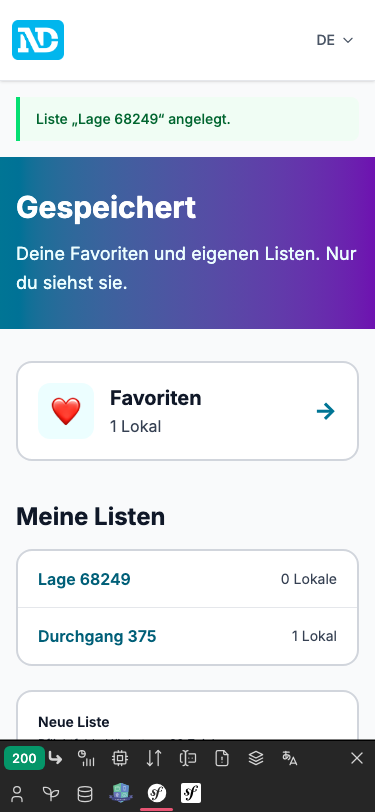 ND
DE
Liste „Lage 68249“ angelegt.
Gespeichert
Deine Favoriten und eigenen Listen. Nur
du siehst sie.
Favoriten
1 Lokal
Meine Listen
Lage 68249
0 Lokale
Durchgang 375
1 Lokal
Neue Liste
200